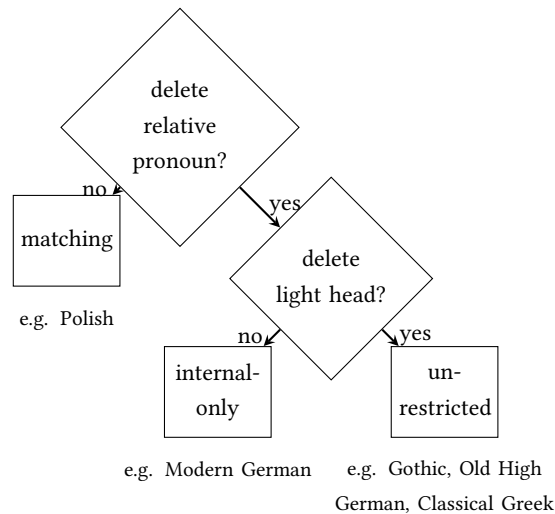 delete
relative
pronoun?
no
yes
matching
delete
light head?
e.g. Polish
no
yes
internal-
only
un-
restricted
e.g. Modern German
e.g. Gothic, Old High
German, Classical Greek